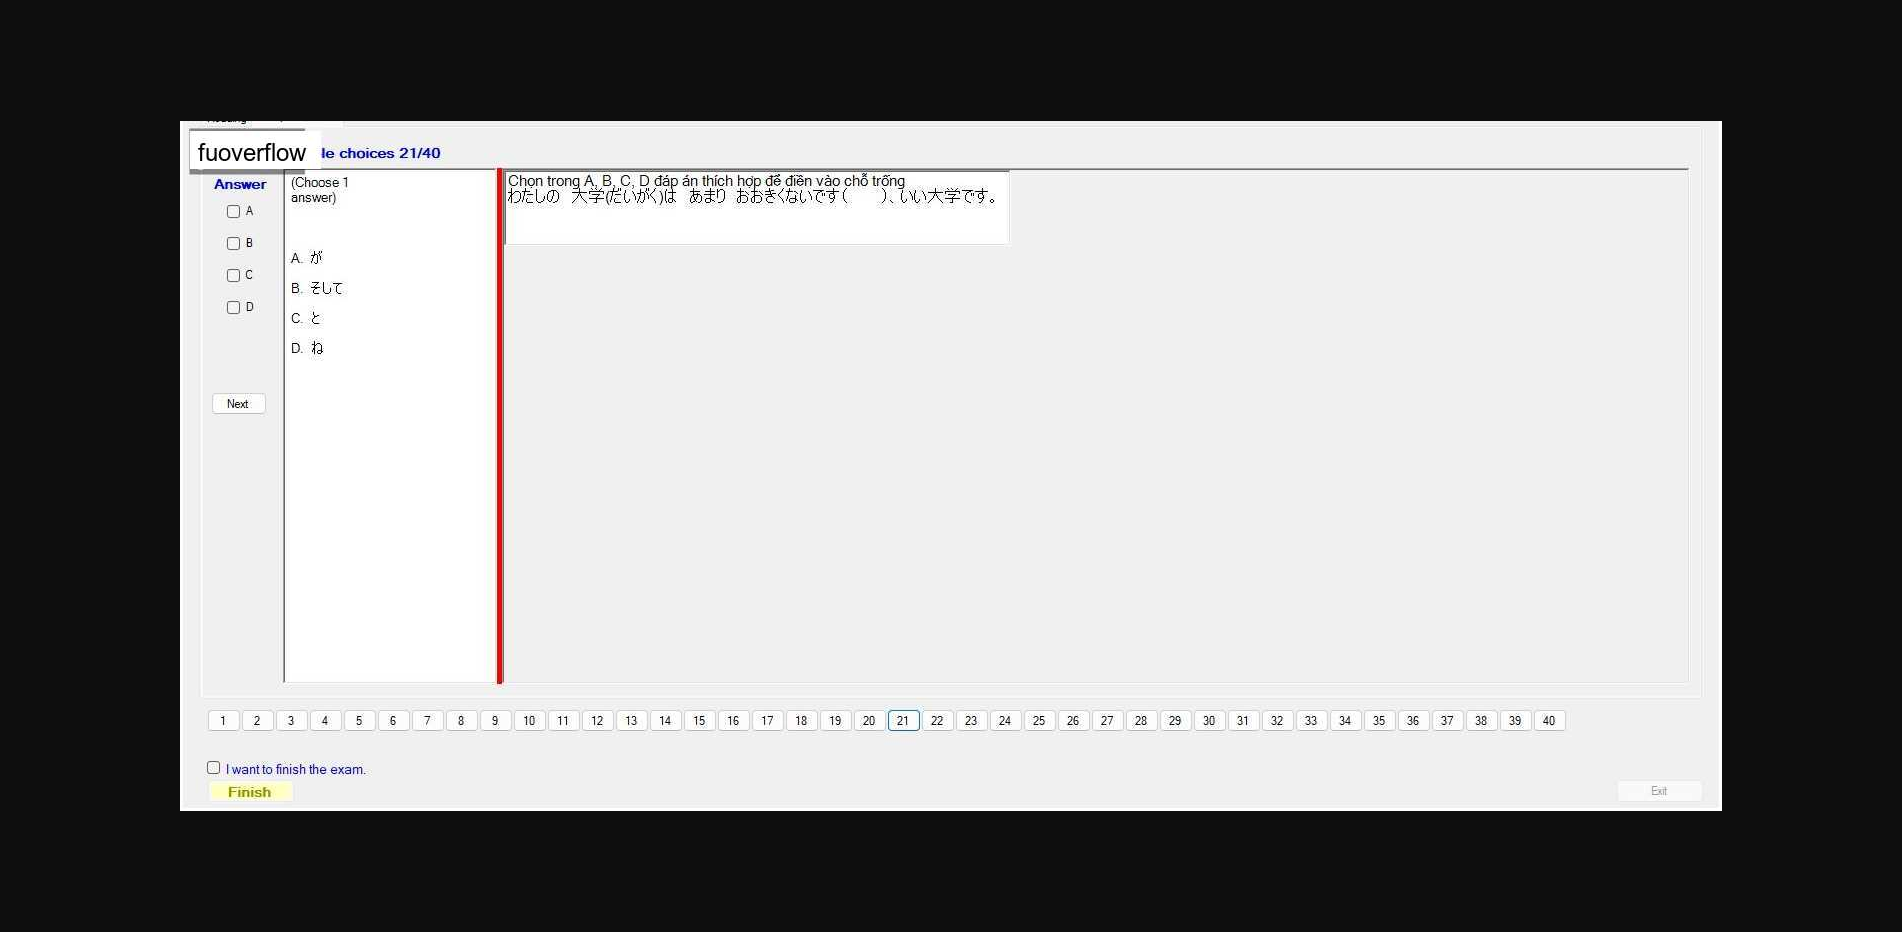 fuoverflow
le choices 21/40
Answer
A
B
C
D
Next
(Choose 1
answer)
A. が
B. そして
C. と
D. ね
Chọn trong A, B, C, D đáp án thích hợp để điền vào chỗ trống
わたしの 大学(だいがく)は あまり おおきくないです( )、いい大学です。
1 2 3 4 5 6 7 8 9 10 11 12 13 14 15 16 17 18 19 20 21 22 23 24 25 26 27 28 29 30 31 32 33 34 35 36 37 38 39 40
I want to finish the exam.
Finish
Exit